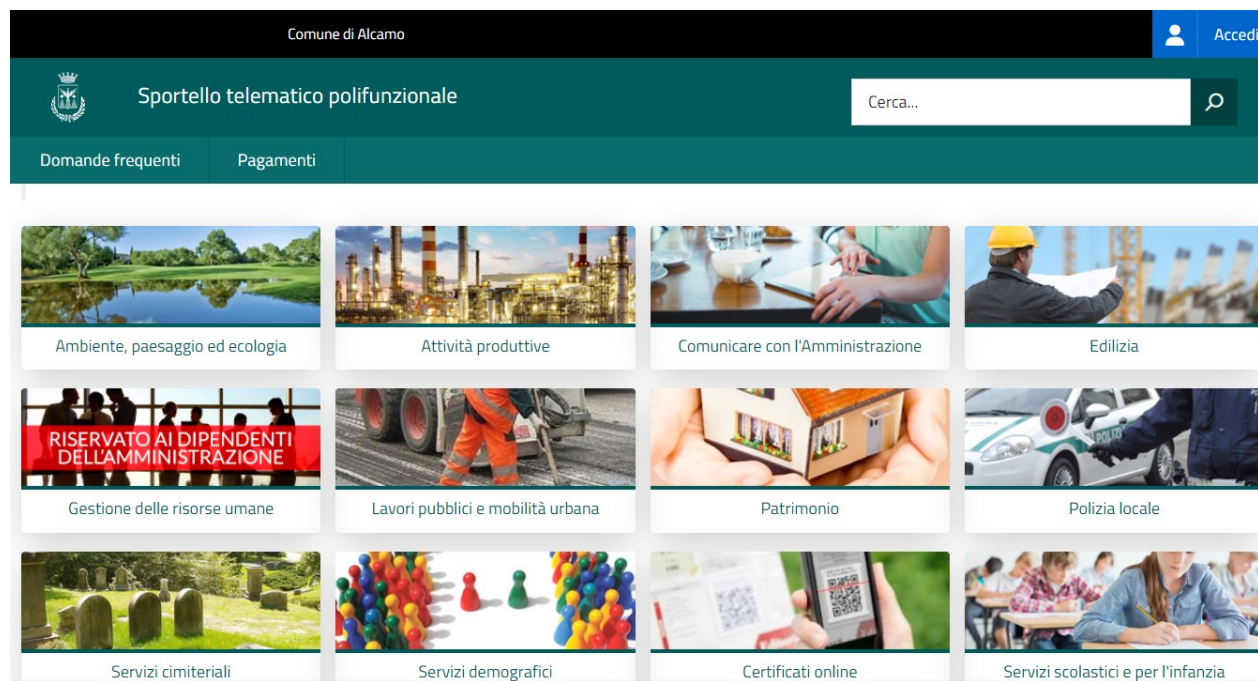 Comune di Alcamo
Accedi
Sportello telematico polifunzionale
Cerca...
Domande frequenti
Pagamenti
Ambiente, paesaggio ed ecologia
Attività produttive
Comunicare con l'Amministrazione
Edilizia
RISERVATO AI DIPENDENTI
DELL'AMMINISTRAZIONE
POLIZI
Gestione delle risorse umane
Lavori pubblici e mobilità urbana
Patrimonio
Polizia locale
Servizi cimiteriali
Servizi demografici
Certificati online
Servizi scolastici e per l'infanzia